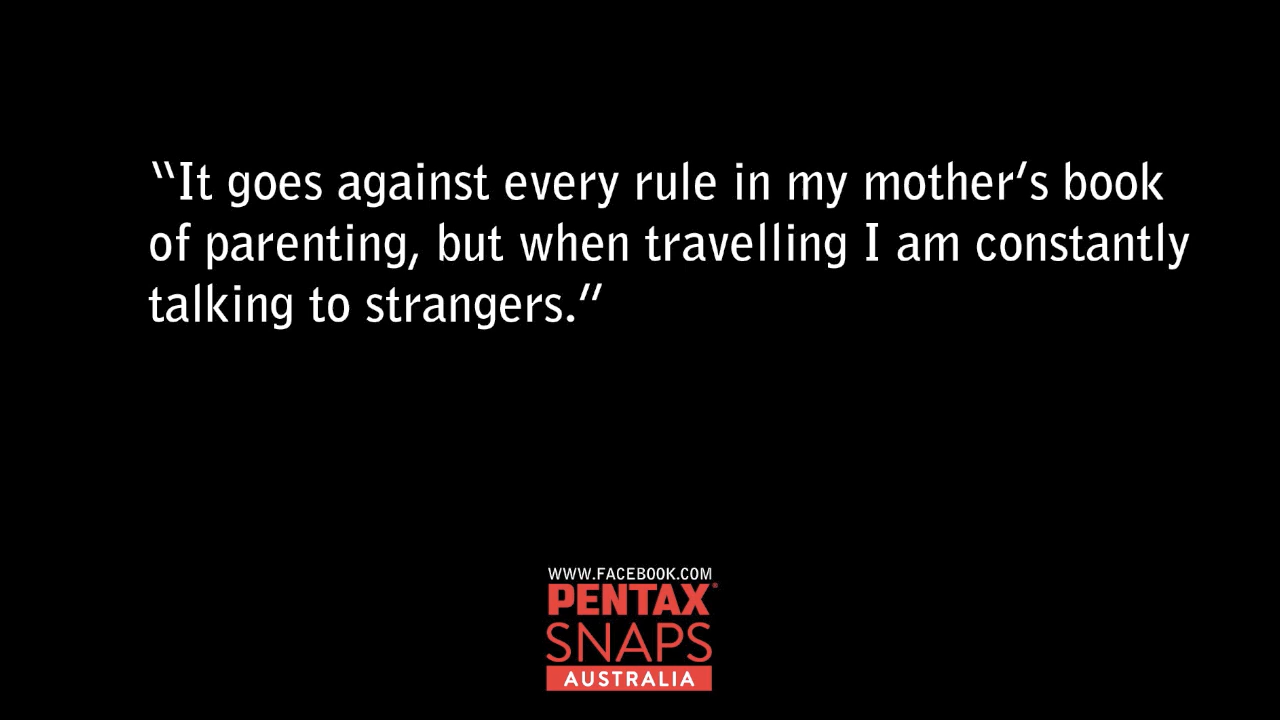 “It goes against every rule in my mother’s book
of parenting, but when travelling I am constantly
talking to strangers.”
WWW.FACEBOOK.COM
PENTAX®
SNAPS
AUSTRALIA